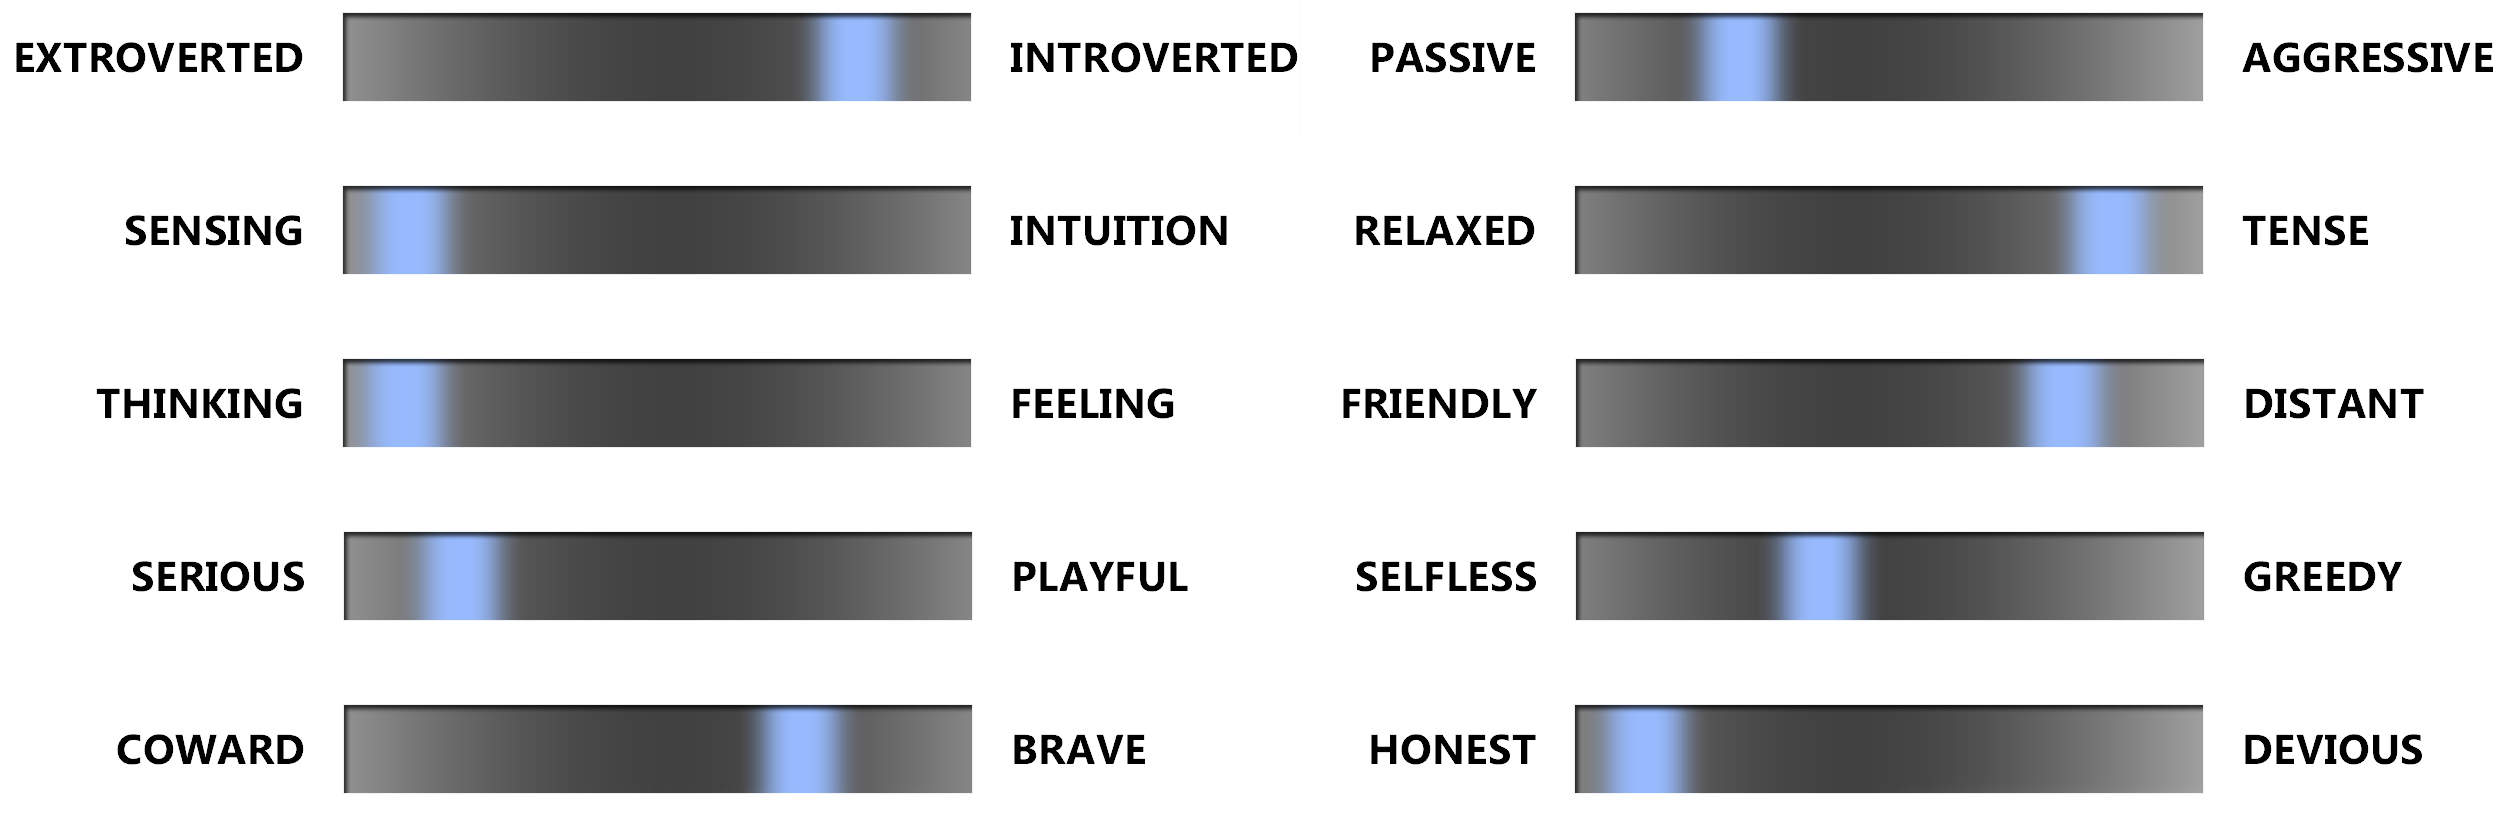 EXTROVERTED INTROVERTED PASSIVE AGGRESSIVE
SENSING INTUITION RELAXED TENSE
THINKING FEELING FRIENDLY DISTANT
SERIOUS PLAYFUL SELFLESS GREEDY
COWARD BRAVE HONEST DEVIOUS